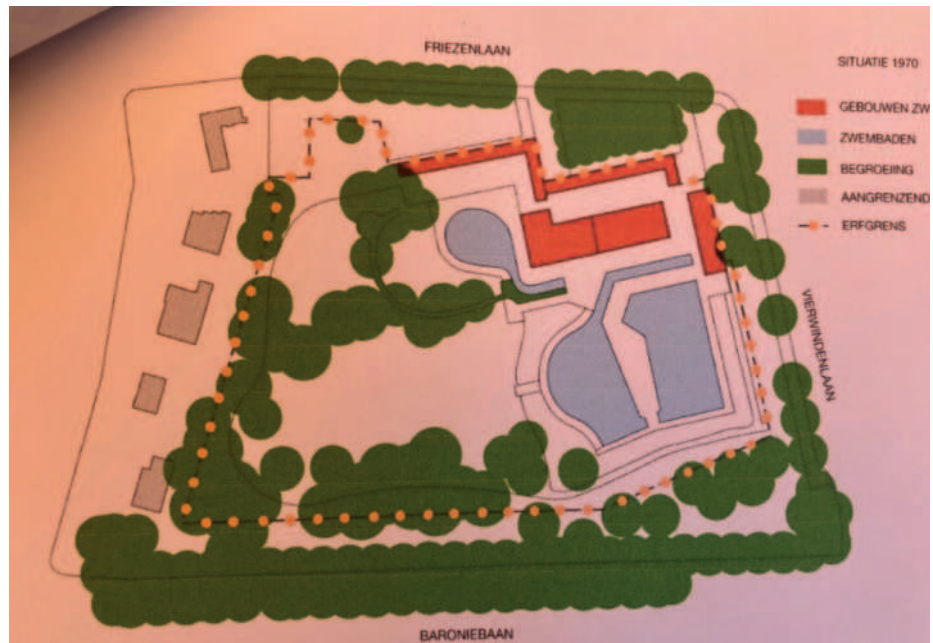 FRIEZENLAAN
SITUATIE 1970
GEBOUWEN ZW
ZWEMBADEN
BEGROEIING
AANGRENZEND
ERFGRENS
VIERWINDENLAAN
BARONIEBAAN